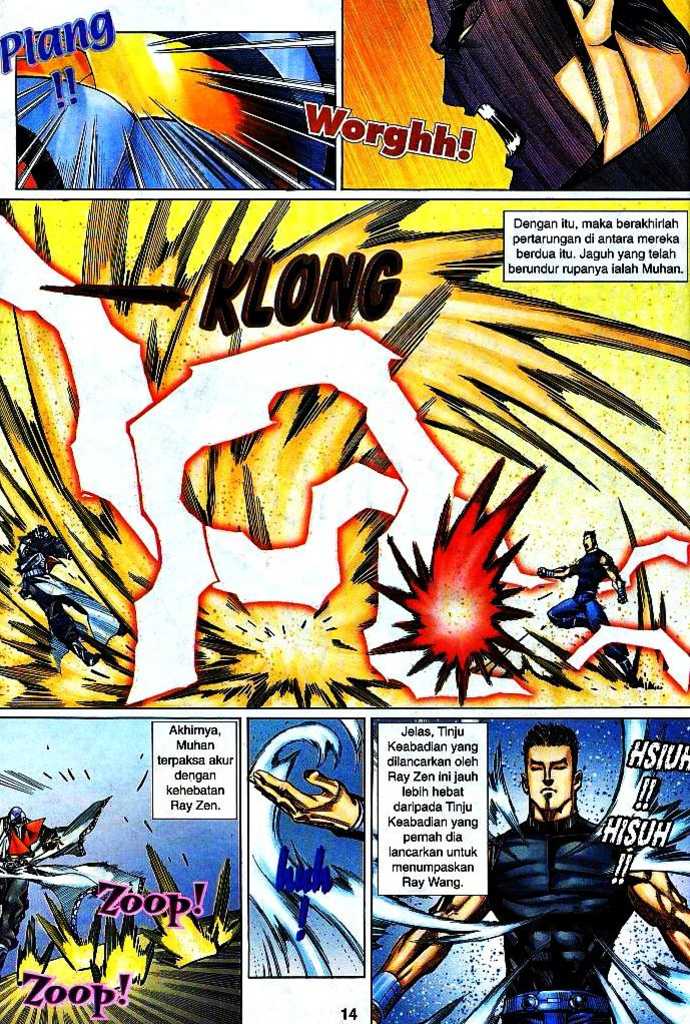 Plang
!!
Worghh!
Dengan itu, maka berakhirlah
pertarungan di antara mereka
berdua itu. Jaguh yang telah
berundur rupanya ialah Muhan.
KLONG
Akhirnya,
Muhan
terpaksa akur
dengan
kehebatan
Ray Zen.
Zoop!
Zoop!
huh
!
Jelas, Tinju
Keabadian yang
dilancarkan oleh
Ray Zen ini jauh
lebih hebat
daripada Tinju
Keabadian yang
pernah dia
lancarkan untuk
menumpaskan
Ray Wang.
HSIUH
!!
HISUH
!!
14